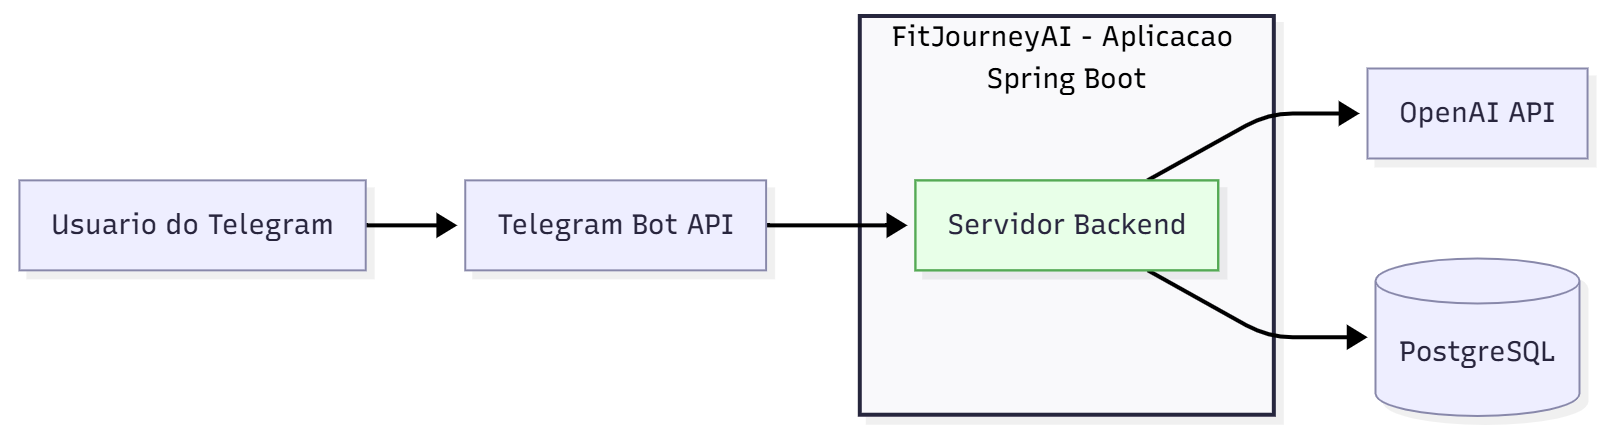 FitJourneyAI - Aplicacao
Spring Boot
OpenAI API
Usuario do Telegram
Telegram Bot API
Servidor Backend
PostgreSQL